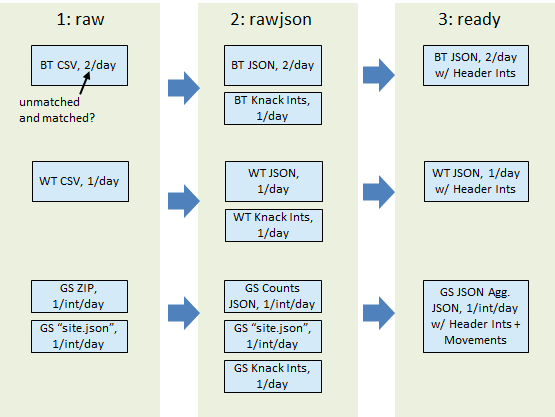 1: raw
2: rawjson
3: ready
BT CSV, 2/day
unmatched
and matched?
BT JSON, 2/day
BT Knack Ints,
1/day
BT JSON, 2/day
w/ Header Ints
WT CSV, 1/day
WT JSON,
1/day
WT Knack Ints,
1/day
WT JSON, 1/day
w/ Header Ints
GS ZIP,
1/int/day
GS “site.json”,
1/int/day
GS Counts
JSON, 1/int/day
GS “site.json”,
1/int/day
GS Knack Ints,
1/day
GS JSON Agg.
JSON, 1/int/day
w/ Header Ints +
Movements